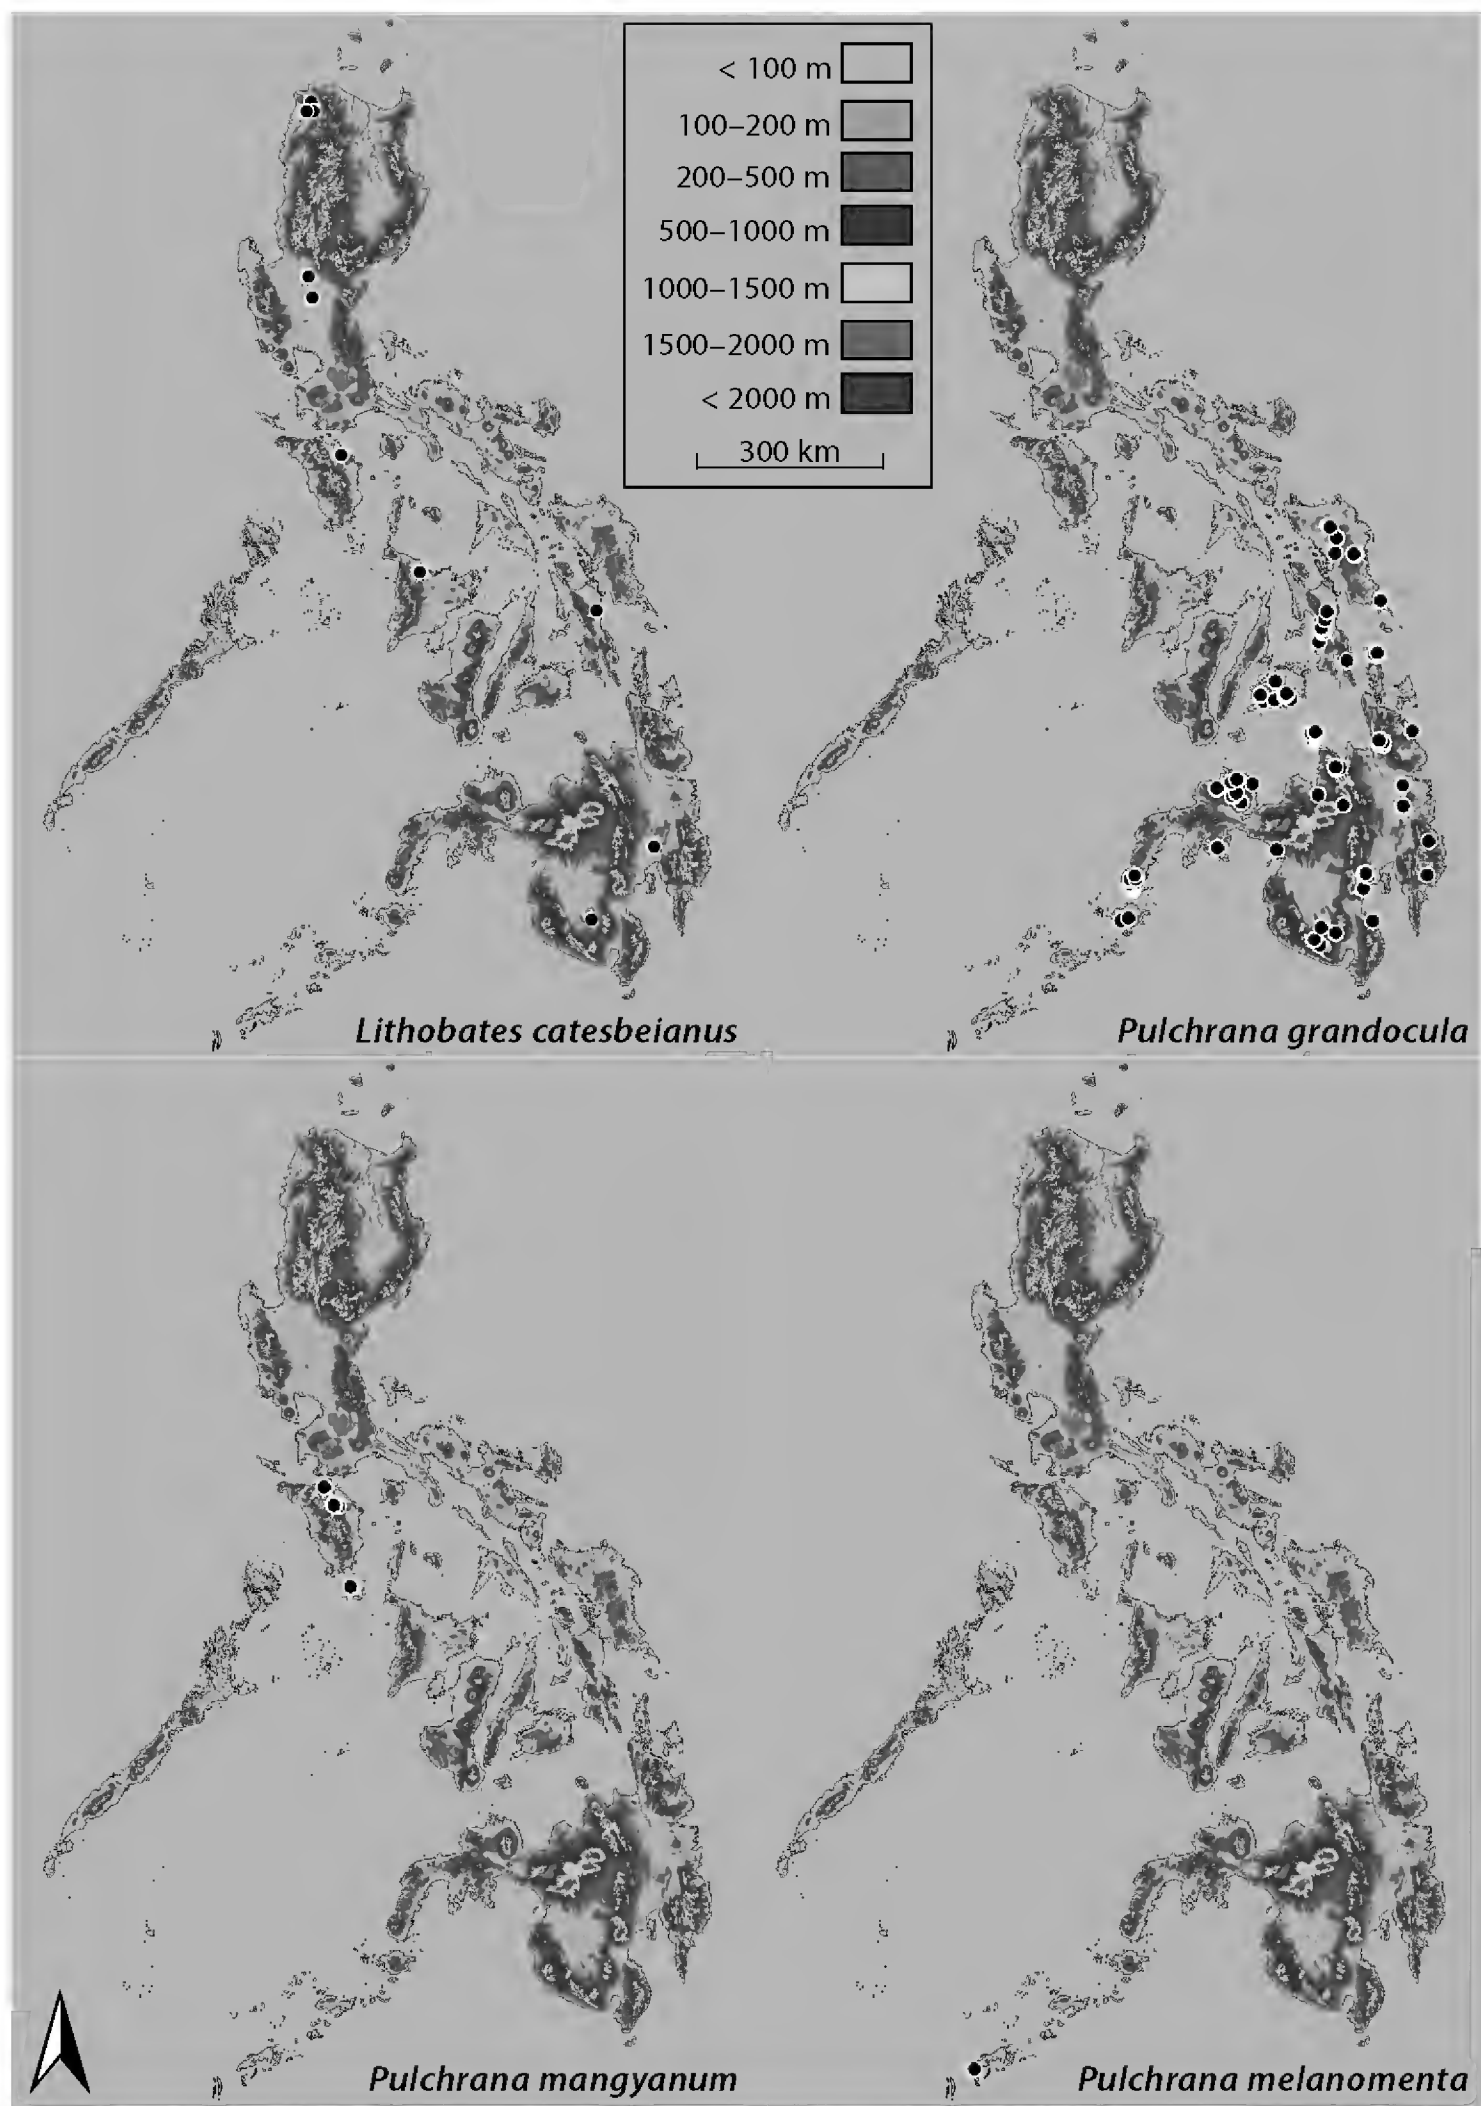 < 100 m
100–200 m
200–500 m
500–1000 m
1000–1500 m
1500–2000 m
< 2000 m
300 km
Lithobates catesbeianus
Pulchrana grandocula
Pulchrana mangyanum
Pulchrana melanomenta